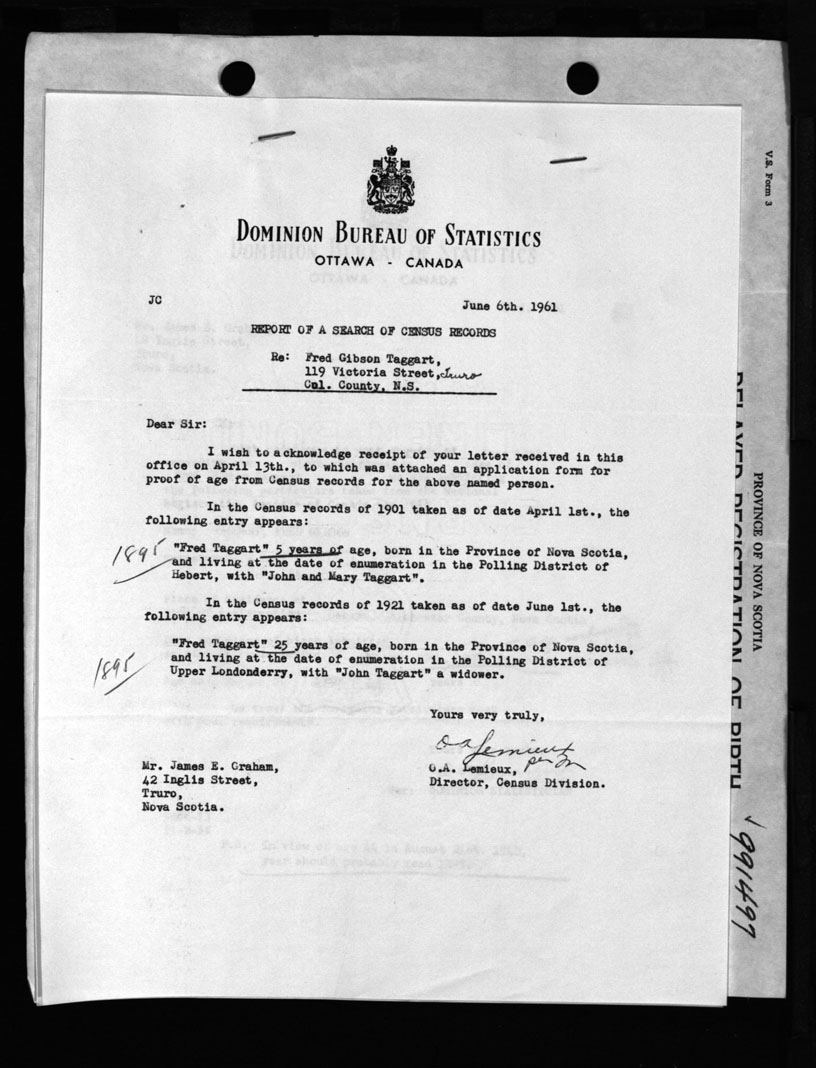 DOMINION BUREAU OF STATISTICS
OTTAWA - CANADA
JC
June 6th. 1961
REPORT OF A SEARCH OF CENSUS RECORDS
Re: Fred Gibson Taggart,
119 Victoria Street, Truro
Col. County, N.S.
Dear Sir:
I wish to acknowledge receipt of your letter received in this
office on April 13th., to which was attached an application form for
proof of age from Census records for the above named person.
In the Census records of 1901 taken as of date April 1st., the
following entry appears:
1895
"Fred Taggart" 5 years of age, born in the Province of Nova Scotia,
and living at the date of enumeration in the Polling District of
Hebert, with "John and Mary Taggart".
In the Census records of 1921 taken as of date June 1st., the
following entry appears:
1895
"Fred Taggart" 25 years of age, born in the Province of Nova Scotia,
and living at the date of enumeration in the Polling District of
Upper Londonderry, with "John Taggart" a widower.
Yours very truly,
O A Lemieux
per
O.A. Lemieux,
Director, Census Division.
Mr. James E. Graham,
42 Inglis Street,
Truro,
Nova Scotia.
V.S. Form 3
PROVINCE OF NOVA SCOTIA
DELAYED REGISTRATION OF BIRTH
991497